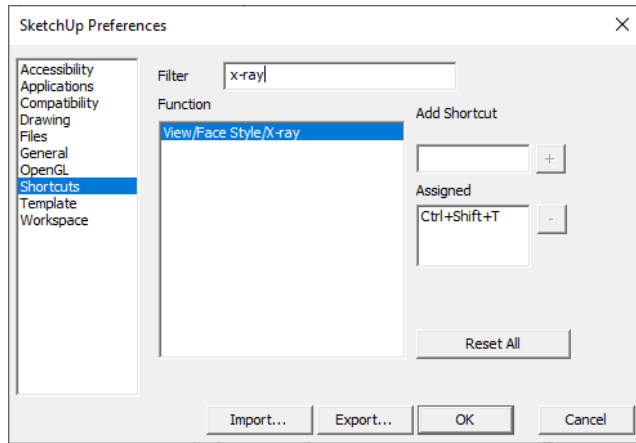 SketchUp Preferences
Accessibility
Applications
Compatibility
Drawing
Files
General
OpenGL
Shortcuts
Template
Workspace
Filter
x-ray
Function
View/Face Style/X-ray
Add Shortcut
+
Assigned
Ctrl+Shift+T
-
Reset All
Import...
Export...
OK
Cancel